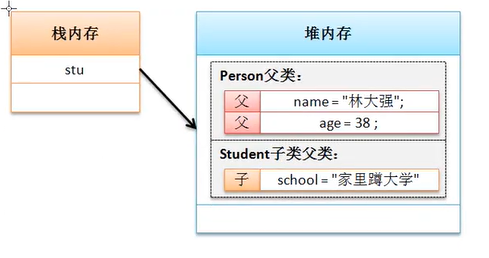 栈内存
stu
堆内存
Person父类：
父 name = "林大强";
父 age = 38 ;
Student子类父类：
子 school = "家里蹲大学"